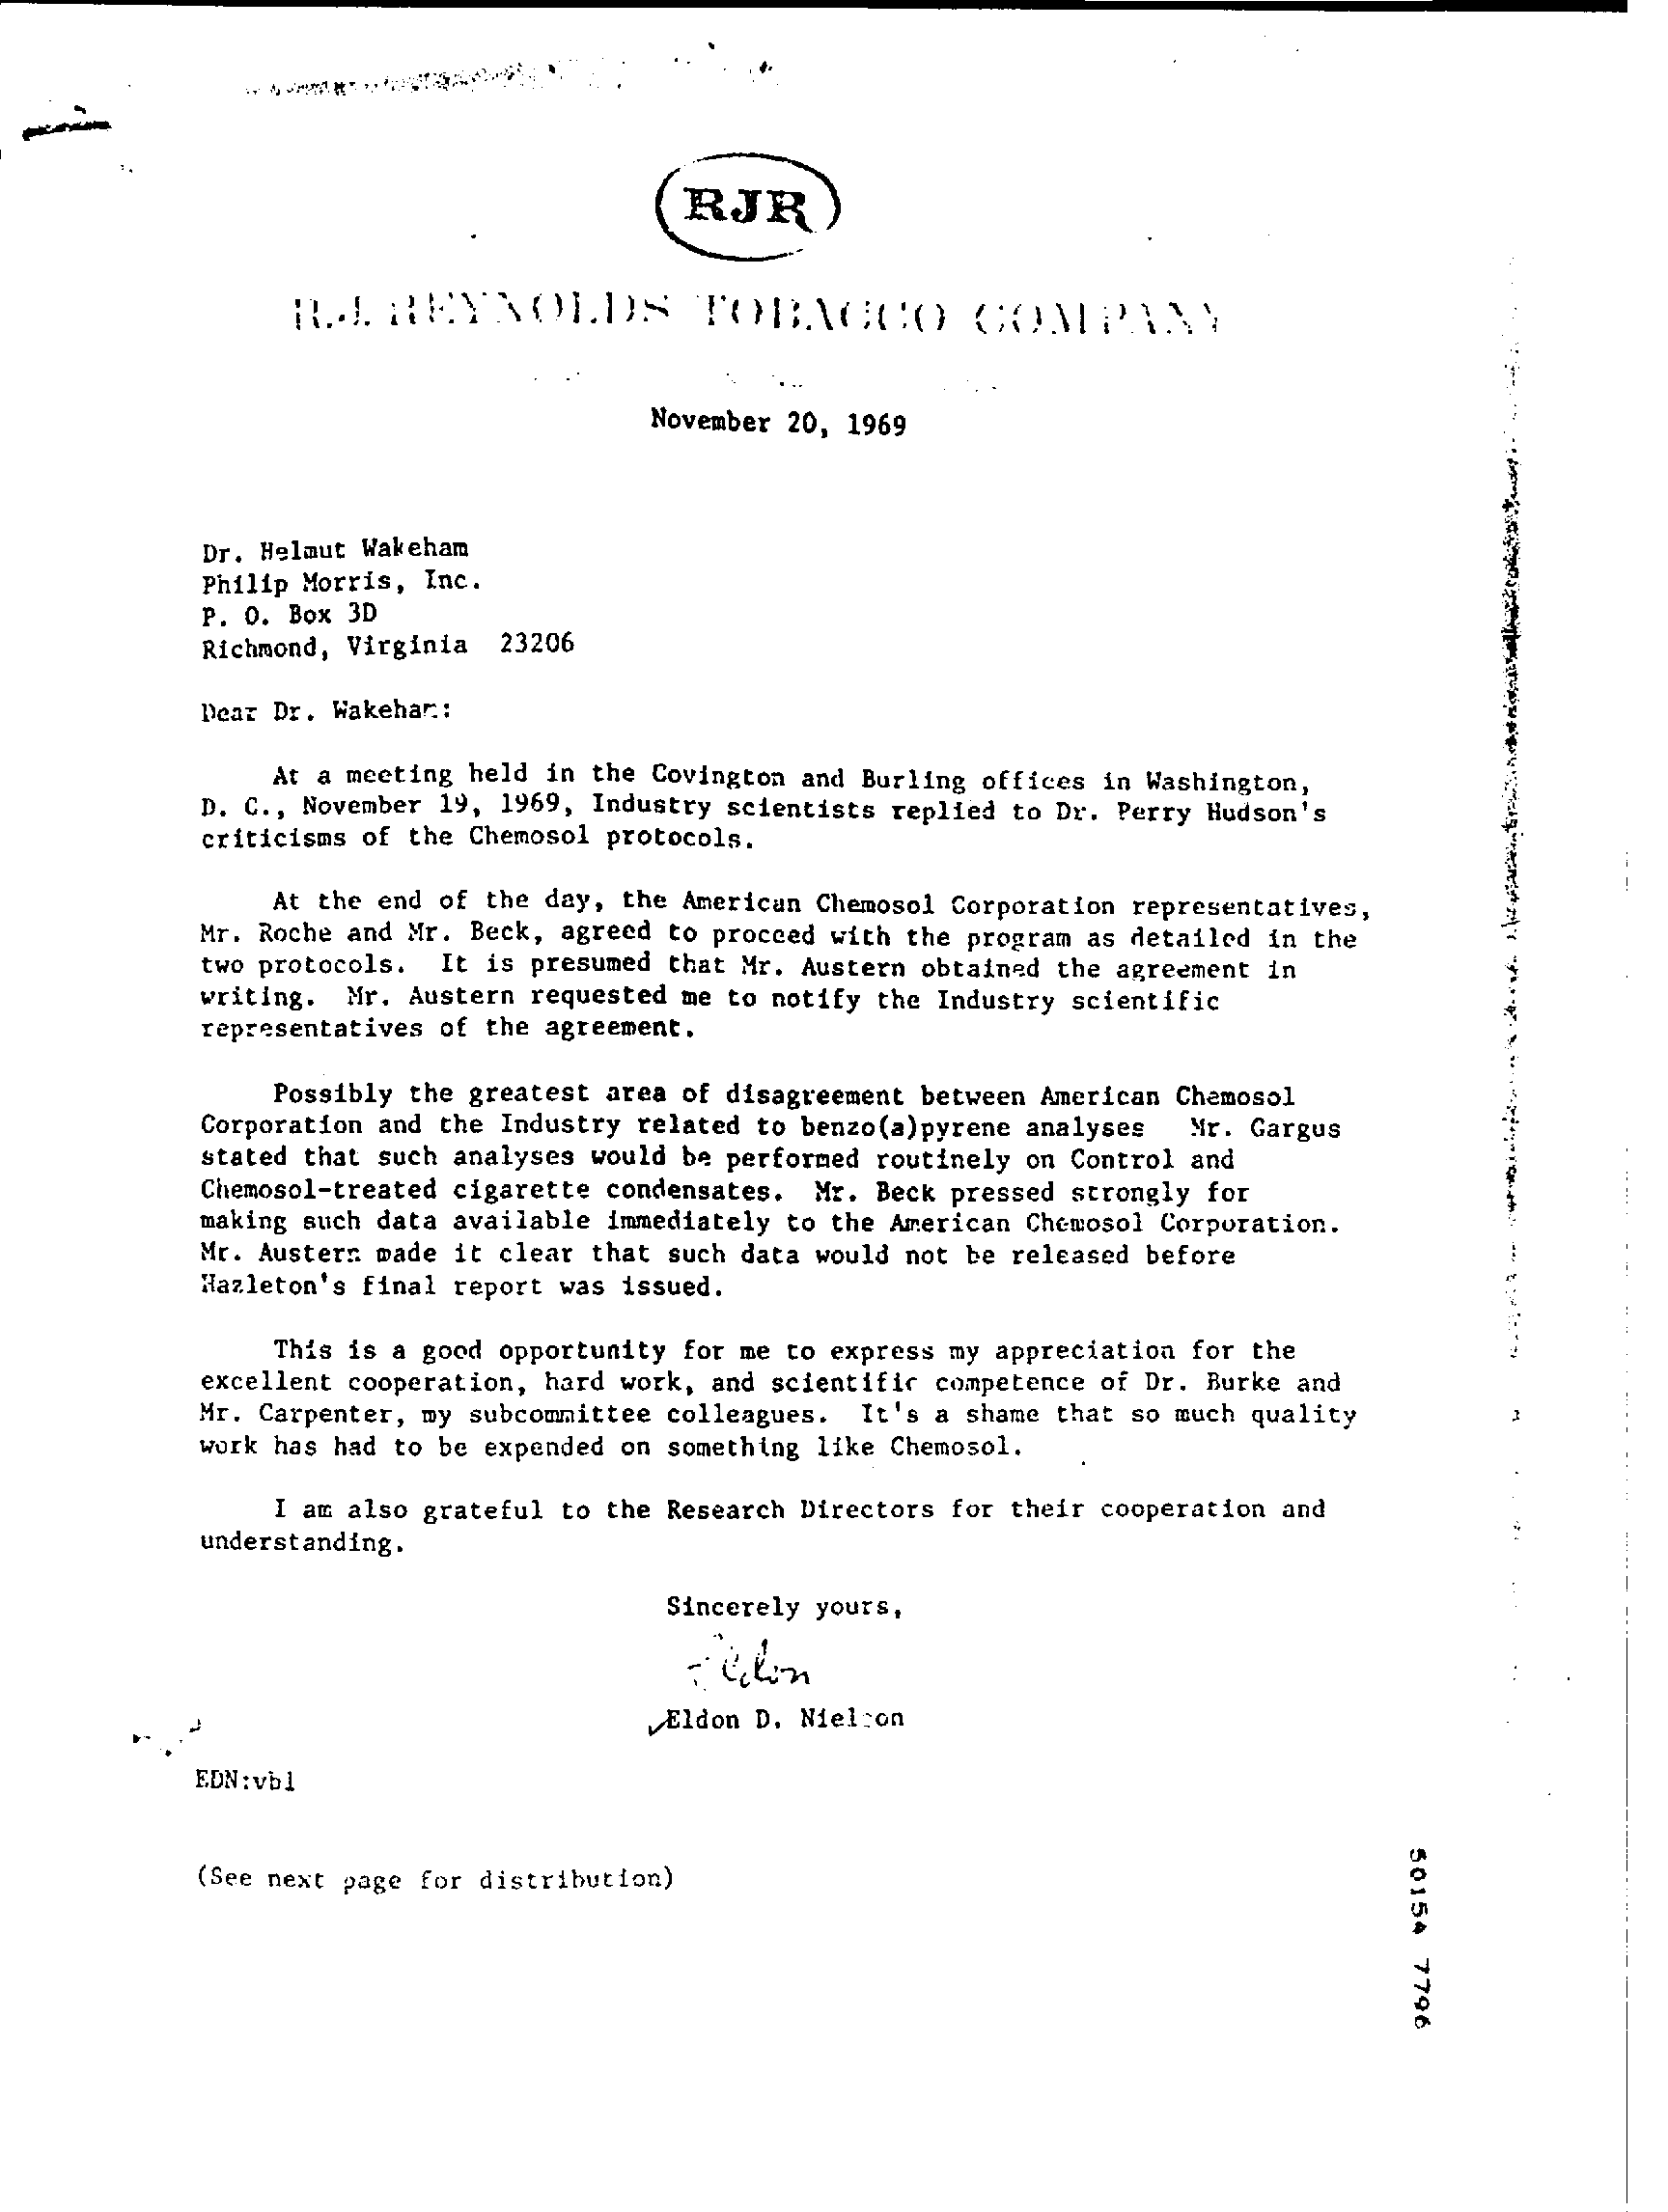 RJR
R.J. REYNOLDS TOBACCO COMPANY
November 20, 1969
Dr. Helmut Wakeham
Philip Morris, Inc.
P. O. Box 3D
Richmond, Virginia  23206
Dear Dr. Wakeham:
At a meeting held in the Covington and Burling offices in Washington,
D. C., November 19, 1969, Industry scientists replied to Dr. Perry Hudson's
criticisms of the Chemosol protocols.
At the end of the day, the American Chemosol Corporation representatives,
Mr. Roche and Mr. Beck, agreed to proceed with the program as detailed in the
two protocols.  It is presumed that Mr. Austern obtained the agreement in
writing.  Mr. Austern requested me to notify the Industry scientific
representatives of the agreement.
Possibly the greatest area of disagreement between American Chemosol
Corporation and the Industry related to benzo(a)pyrene analyses   Mr. Gargus
stated that such analyses would be performed routinely on Control and
Chemosol-treated cigarette condensates.  Mr. Beck pressed strongly for
making such data available immediately to the American Chemosol Corporation.
Mr. Austern made it clear that such data would not be released before
Hazleton's final report was issued.
This is a good opportunity for me to express my appreciation for the
excellent cooperation, hard work, and scientific competence of Dr. Burke and
Mr. Carpenter, my subcommittee colleagues.  It's a shame that so much quality
work has had to be expended on something like Chemosol.
I am also grateful to the Research Directors for their cooperation and
understanding.
Sincerely yours,
Eldon
Eldon D. Nielson
EDN:vbl
(See next page for distribution)
50154 7796